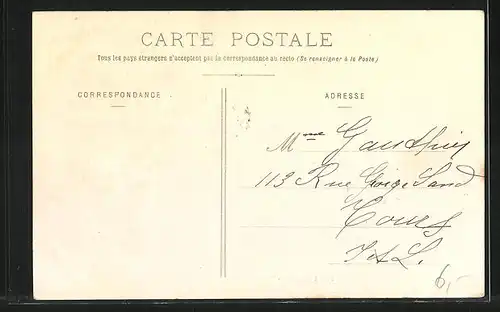 CARTE POSTALE
Tous les pays étrangers n'acceptent pas la correspondance au recto (Se renseigner à la Poste)
CORRESPONDANCE
ADRESSE
Mme Gauthier
113 Rue George Sand
Tours
I & L.
6,-